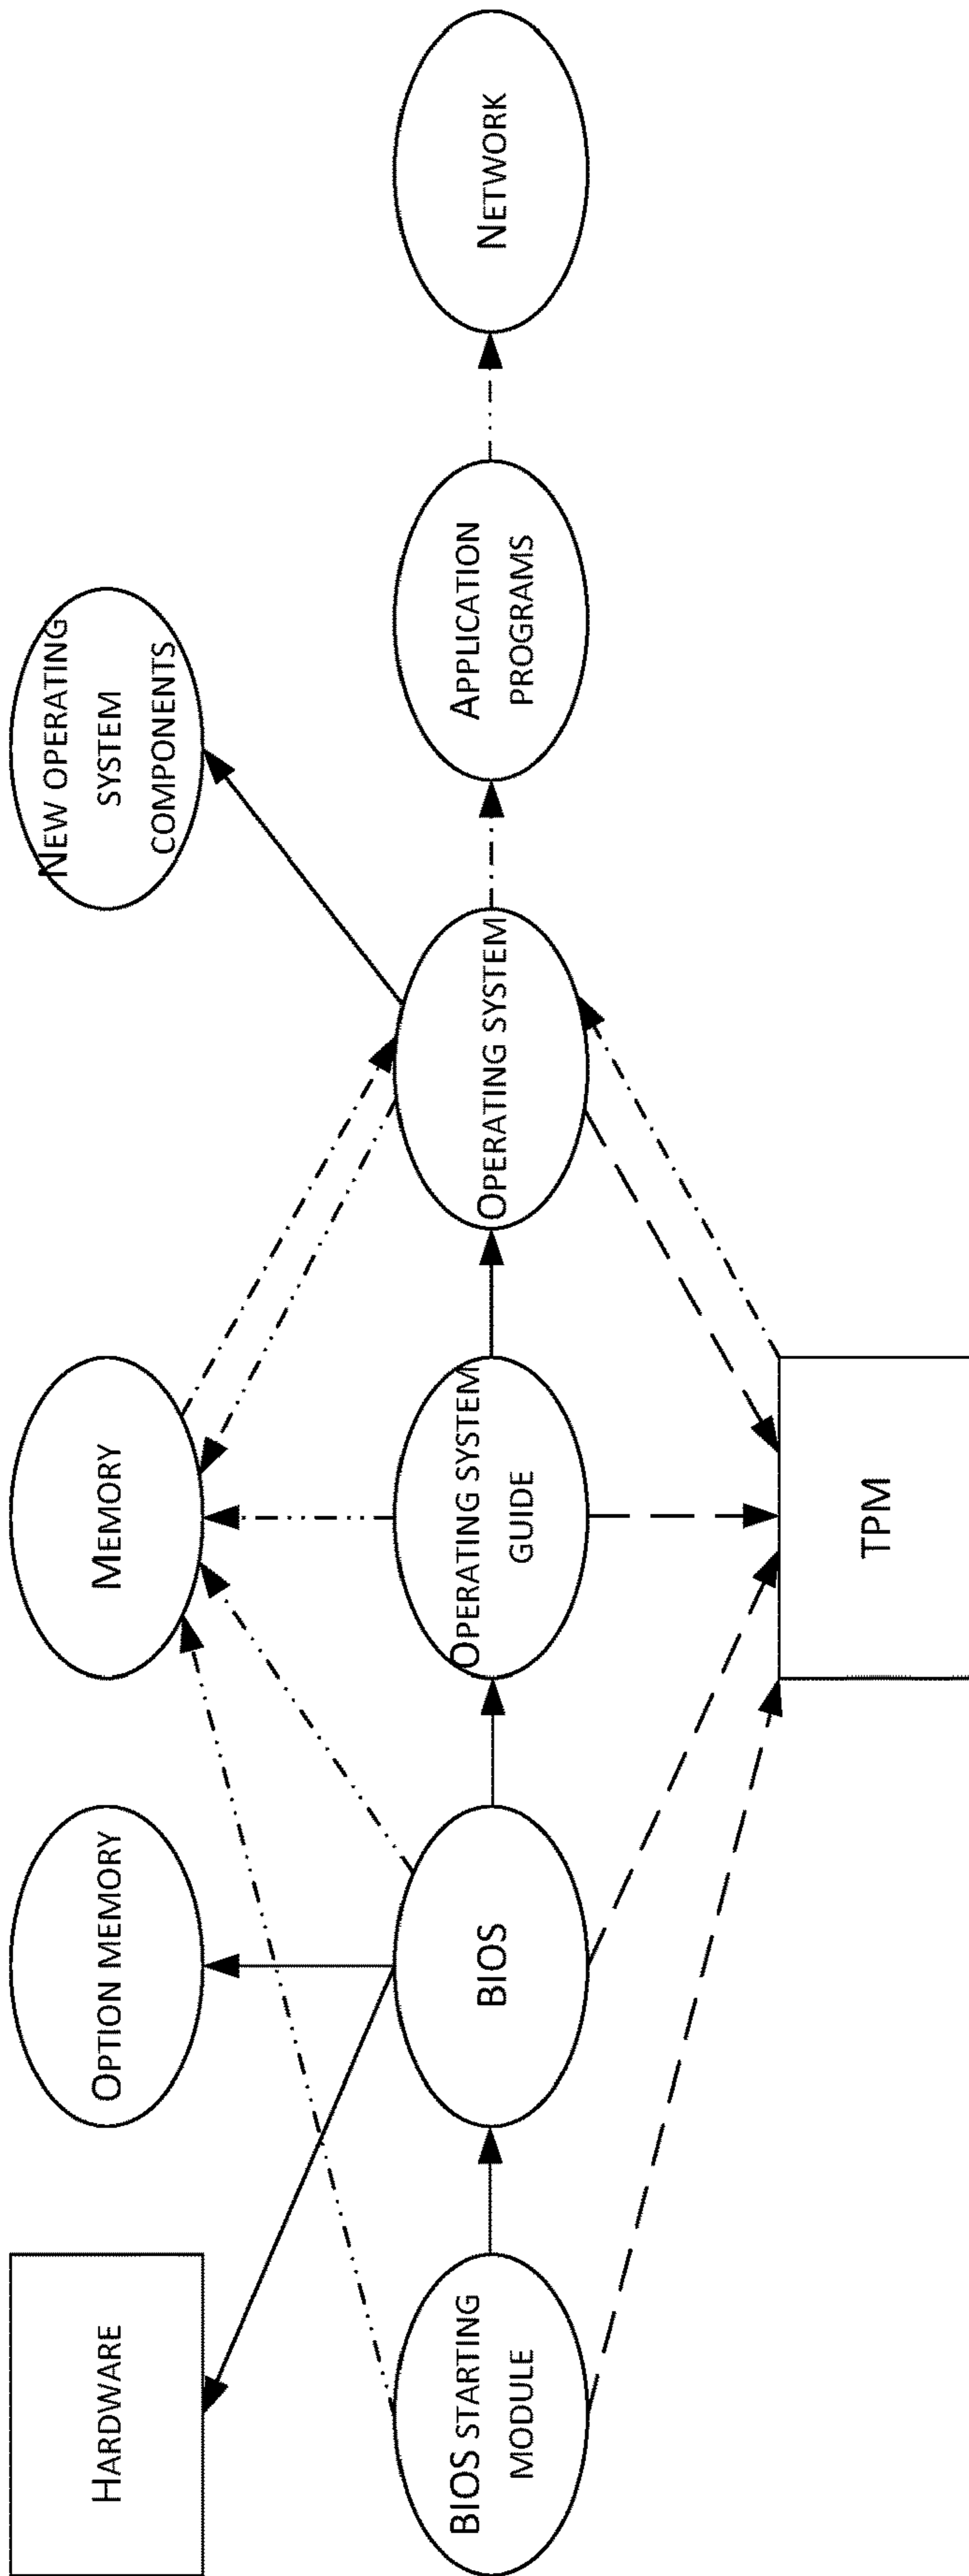 HARDWARE
OPTION MEMORY
MEMORY
NEW OPERATING
SYSTEM
COMPONENTS
BIOS STARTING
MODULE
BIOS
OPERATING SYSTEM
GUIDE
OPERATING SYSTEM
APPLICATION
PROGRAMS
NETWORK
TPM